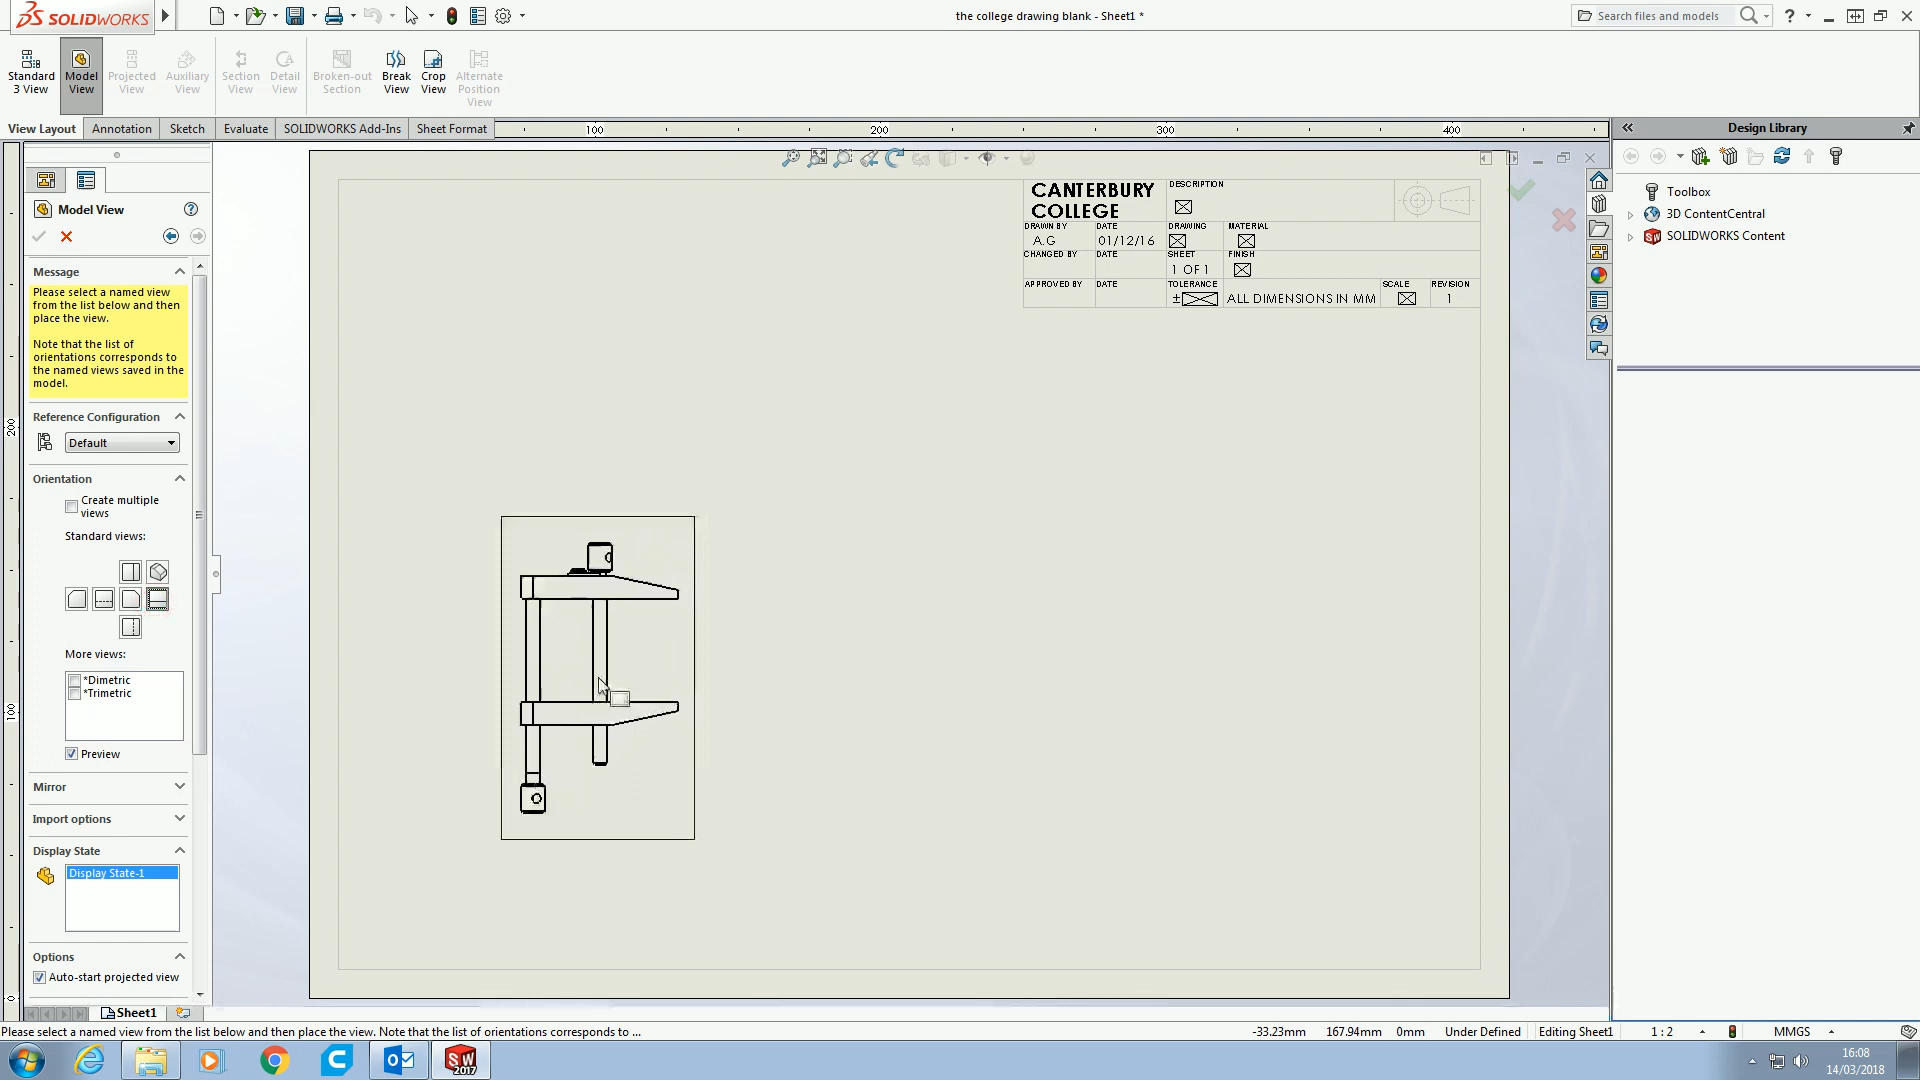 SOLIDWORKS
the college drawing blank - Sheet1 *
Search files and models
Standard
3 View
Model
View
Projected
View
Auxiliary
View
Section
View
Detail
View
Broken-out
Section
Break
View
Crop
View
Alternate
Position
View
View Layout
Annotation
Sketch
Evaluate
SOLIDWORKS Add-Ins
Sheet Format
100
200
300
400
Design Library
Toolbox
3D ContentCentral
SOLIDWORKS Content
Model View
Message
Please select a named view
from the list below and then
place the view.
Note that the list of
orientations corresponds to
the named views saved in the
model.
Reference Configuration
Default
Orientation
Create multiple
views
Standard views:
More views:
*Dimetric
*Trimetric
Preview
Mirror
Import options
Display State
Display State-1
Options
Auto-start projected view
200
100
0
CANTERBURY
COLLEGE
DESCRIPTION
DRAWN BY
DATE
DRAWING
MATERIAL
A.G
01/12/16
CHANGED BY
DATE
SHEET
FINISH
1 OF 1
APPROVED BY
DATE
TOLERANCE
SCALE
REVISION
±
ALL DIMENSIONS IN MM
1
Sheet1
Please select a named view from the list below and then place the view. Note that the list of orientations corresponds to ...
-33.23mm
167.94mm
0mm
Under Defined
Editing Sheet1
1 : 2
MMGS
SW
2017
16:08
14/03/2018